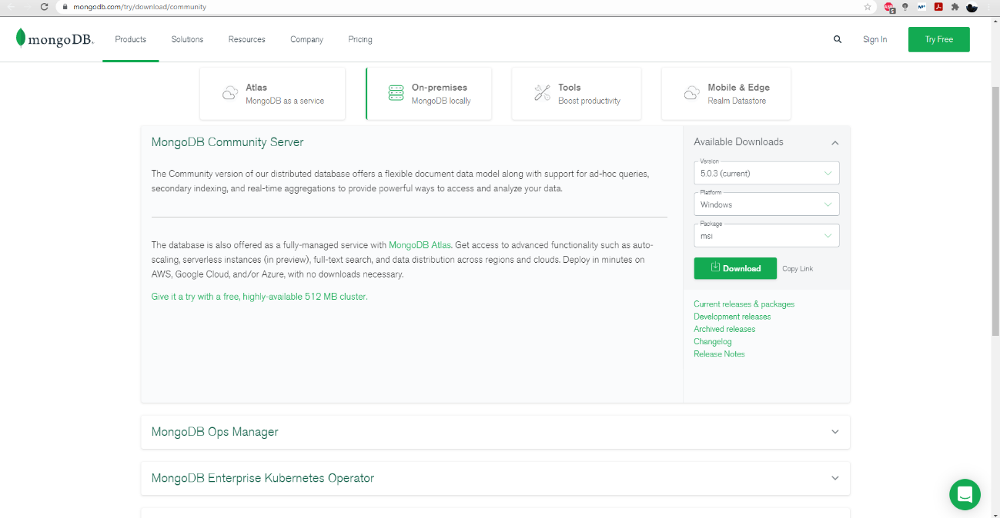 mongodb.com/try/download/community
ABP
5
mongoDB.
Products
Solutions
Resources
Company
Pricing
Sign In
Try Free
Atlas
MongoDB as a service
On-premises
MongoDB locally
Tools
Boost productivity
Mobile & Edge
Realm Datastore
MongoDB Community Server
The Community version of our distributed database offers a flexible document data model along with support for ad-hoc queries,
secondary indexing, and real-time aggregations to provide powerful ways to access and analyze your data.
The database is also offered as a fully-managed service with MongoDB Atlas. Get access to advanced functionality such as auto-
scaling, serverless instances (in preview), full-text search, and data distribution across regions and clouds. Deploy in minutes on
AWS, Google Cloud, and/or Azure, with no downloads necessary.
Give it a try with a free, highly-available 512 MB cluster.
Available Downloads
Version
5.0.3 (current)
Platform
Windows
Package
msi
Download
Copy Link
Current releases & packages
Development releases
Archived releases
Changelog
Release Notes
MongoDB Ops Manager
MongoDB Enterprise Kubernetes Operator